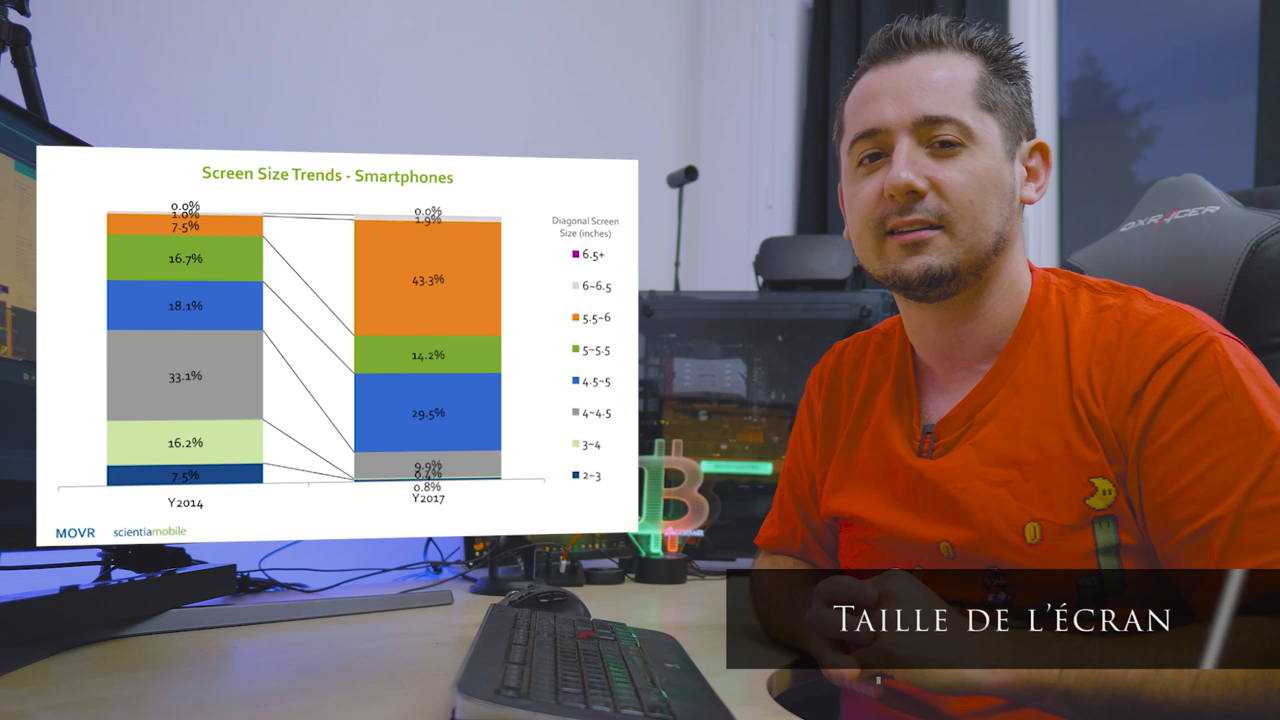 Screen Size Trends - Smartphones
0.0%
1.0%
7.5%
16.7%
18.1%
33.1%
16.2%
7.5%
Y2014
0.0%
1.9%
43.3%
14.2%
29.5%
9.9%
0.8%
Y2017
Diagonal Screen
Size (inches)
6.5+
6~6.5
5.5~6
5~5.5
4.5~5
4~4.5
3~4
2~3
MOVR scientiamobile
DXRACER
TAILLE DE L'ÉCRAN